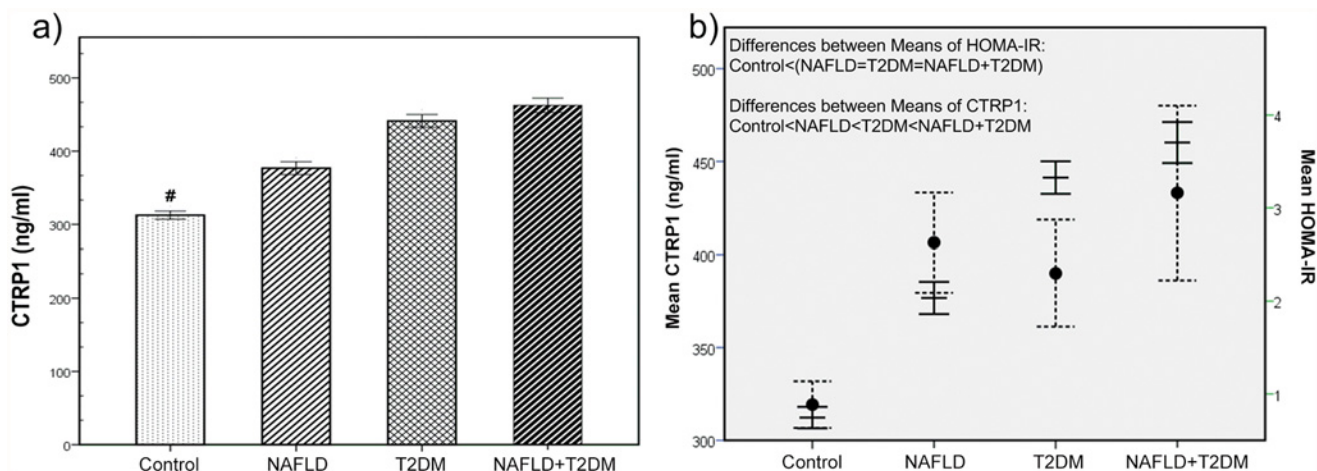 a)
CTRP1 (ng/ml)
500
400
300
200
100
0
#
Control
NAFLD
T2DM
NAFLD+T2DM
b)
Differences between Means of HOMA-IR:
Control<(NAFLD=T2DM=NAFLD+T2DM)
Differences between Means of CTRP1:
Control<NAFLD<T2DM<NAFLD+T2DM
Mean CTRP1 (ng/ml)
500
450
400
350
300
Mean HOMA-IR
4
3
2
1
Control
NAFLD
T2DM
NAFLD+T2DM